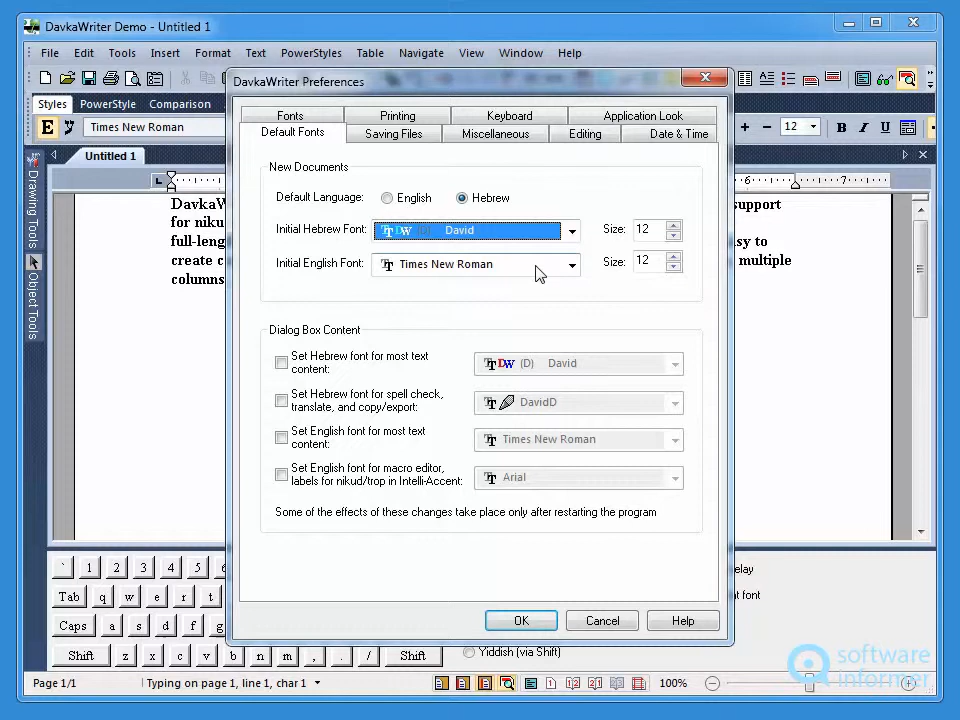 DavkaWriter Demo - Untitled 1
File Edit Tools Insert Format Text PowerStyles Table Navigate View Window Help
DavkaWriter Preferences
Styles PowerStyle Comparison
E Times New Roman
12 B I U
Untitled 1
Drawing Tools
Object Tools
6 7
Fonts Printing Keyboard Application Look
Default Fonts Saving Files Miscellaneous Editing Date & Time
New Documents
Default Language: English Hebrew
Initial Hebrew Font: DW (D) David Size: 12
Initial English Font: Times New Roman Size: 12
Dialog Box Content
Set Hebrew font for most text
content:
DW (D) David
Set Hebrew font for spell check,
translate, and copy/export:
DavidD
Set English font for most text
content:
Times New Roman
Set English font for macro editor,
labels for nikud/trop in Intelli-Accent:
Arial
Some of the effects of these changes take place only after restarting the program
OK Cancel Help
support
for niku
full-leng
sy to
create c
multiple
columns
` 1 2 3 4 5
Tab q w e r t
Caps a s d f g
Shift z x c v b n m , . / Shift
elay
nt font
Yiddish (via Shift)
Page 1/1 Typing on page 1, line 1, char 1 100%
software
informer